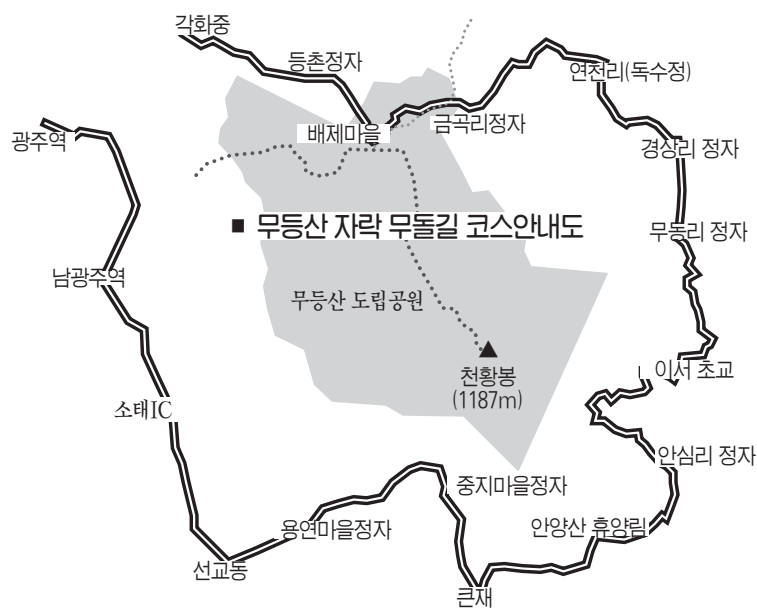 각화중
등촌정자
연천리(독수정)
광주역
배제마을
금곡리정자
경상리 정자
■ 무등산 자락 무돌길 코스안내도
무동리 정자
남광주역
무등산 도립공원
이서 초교
천황봉
(1187m)
소태IC
안심리 정자
중지마을정자
용연마을정자
안양산 휴양림
선교동
큰재